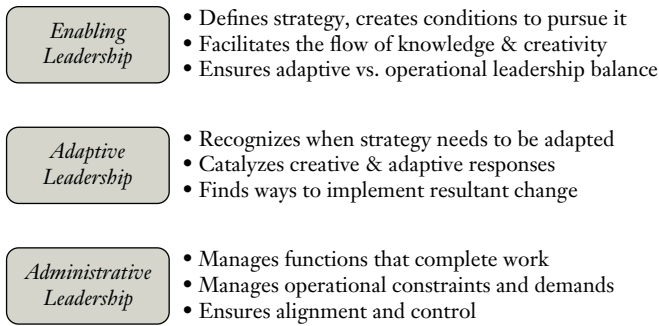 Enabling
Leadership
• Defines strategy, creates conditions to pursue it
• Facilitates the flow of knowledge & creativity
• Ensures adaptive vs. operational leadership balance
Adaptive
Leadership
• Recognizes when strategy needs to be adapted
• Catalyzes creative & adaptive responses
• Finds ways to implement resultant change
Administrative
Leadership
• Manages functions that complete work
• Manages operational constraints and demands
• Ensures alignment and control